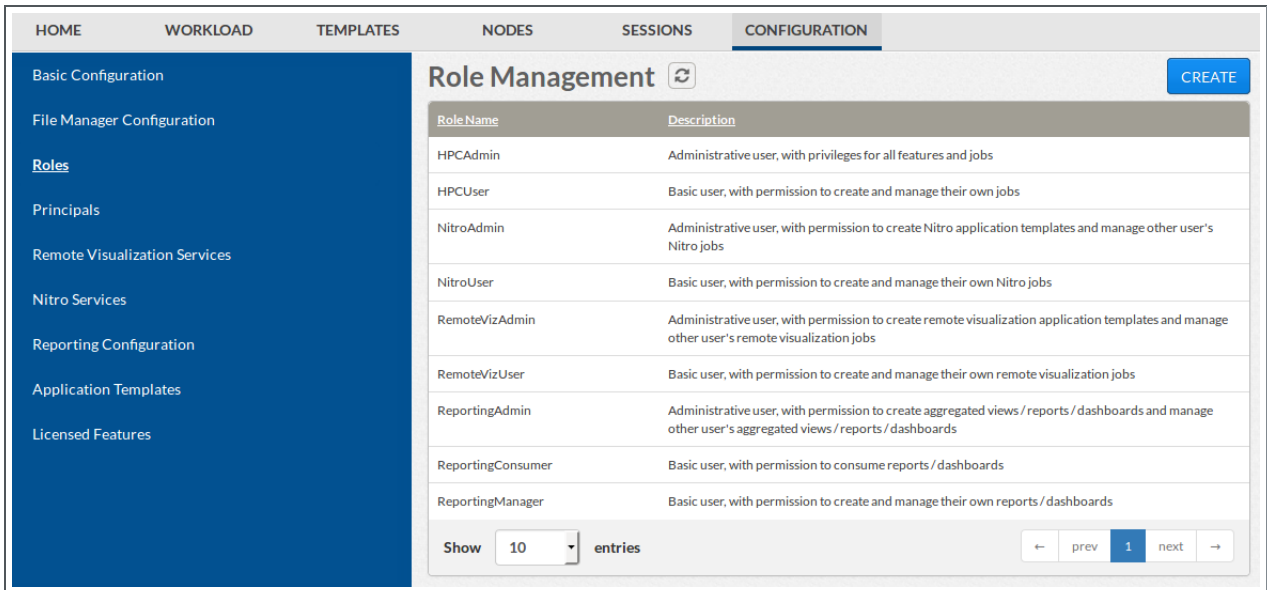 HOME WORKLOAD TEMPLATES NODES SESSIONS CONFIGURATION
Basic Configuration
File Manager Configuration
Roles
Principals
Remote Visualization Services
Nitro Services
Reporting Configuration
Application Templates
Licensed Features
Role Management
CREATE
Role Name Description
HPCAdmin Administrative user, with privileges for all features and jobs
HPCUser Basic user, with permission to create and manage their own jobs
NitroAdmin Administrative user, with permission to create Nitro application templates and manage other user's
Nitro jobs
NitroUser Basic user, with permission to create and manage their own Nitro jobs
RemoteVizAdmin Administrative user, with permission to create remote visualization application templates and manage
other user's remote visualization jobs
RemoteVizUser Basic user, with permission to create and manage their own remote visualization jobs
ReportingAdmin Administrative user, with permission to create aggregated views / reports / dashboards and manage
other user's aggregated views / reports / dashboards
ReportingConsumer Basic user, with permission to consume reports / dashboards
ReportingManager Basic user, with permission to create and manage their own reports / dashboards
Show 10 entries ← prev 1 next →